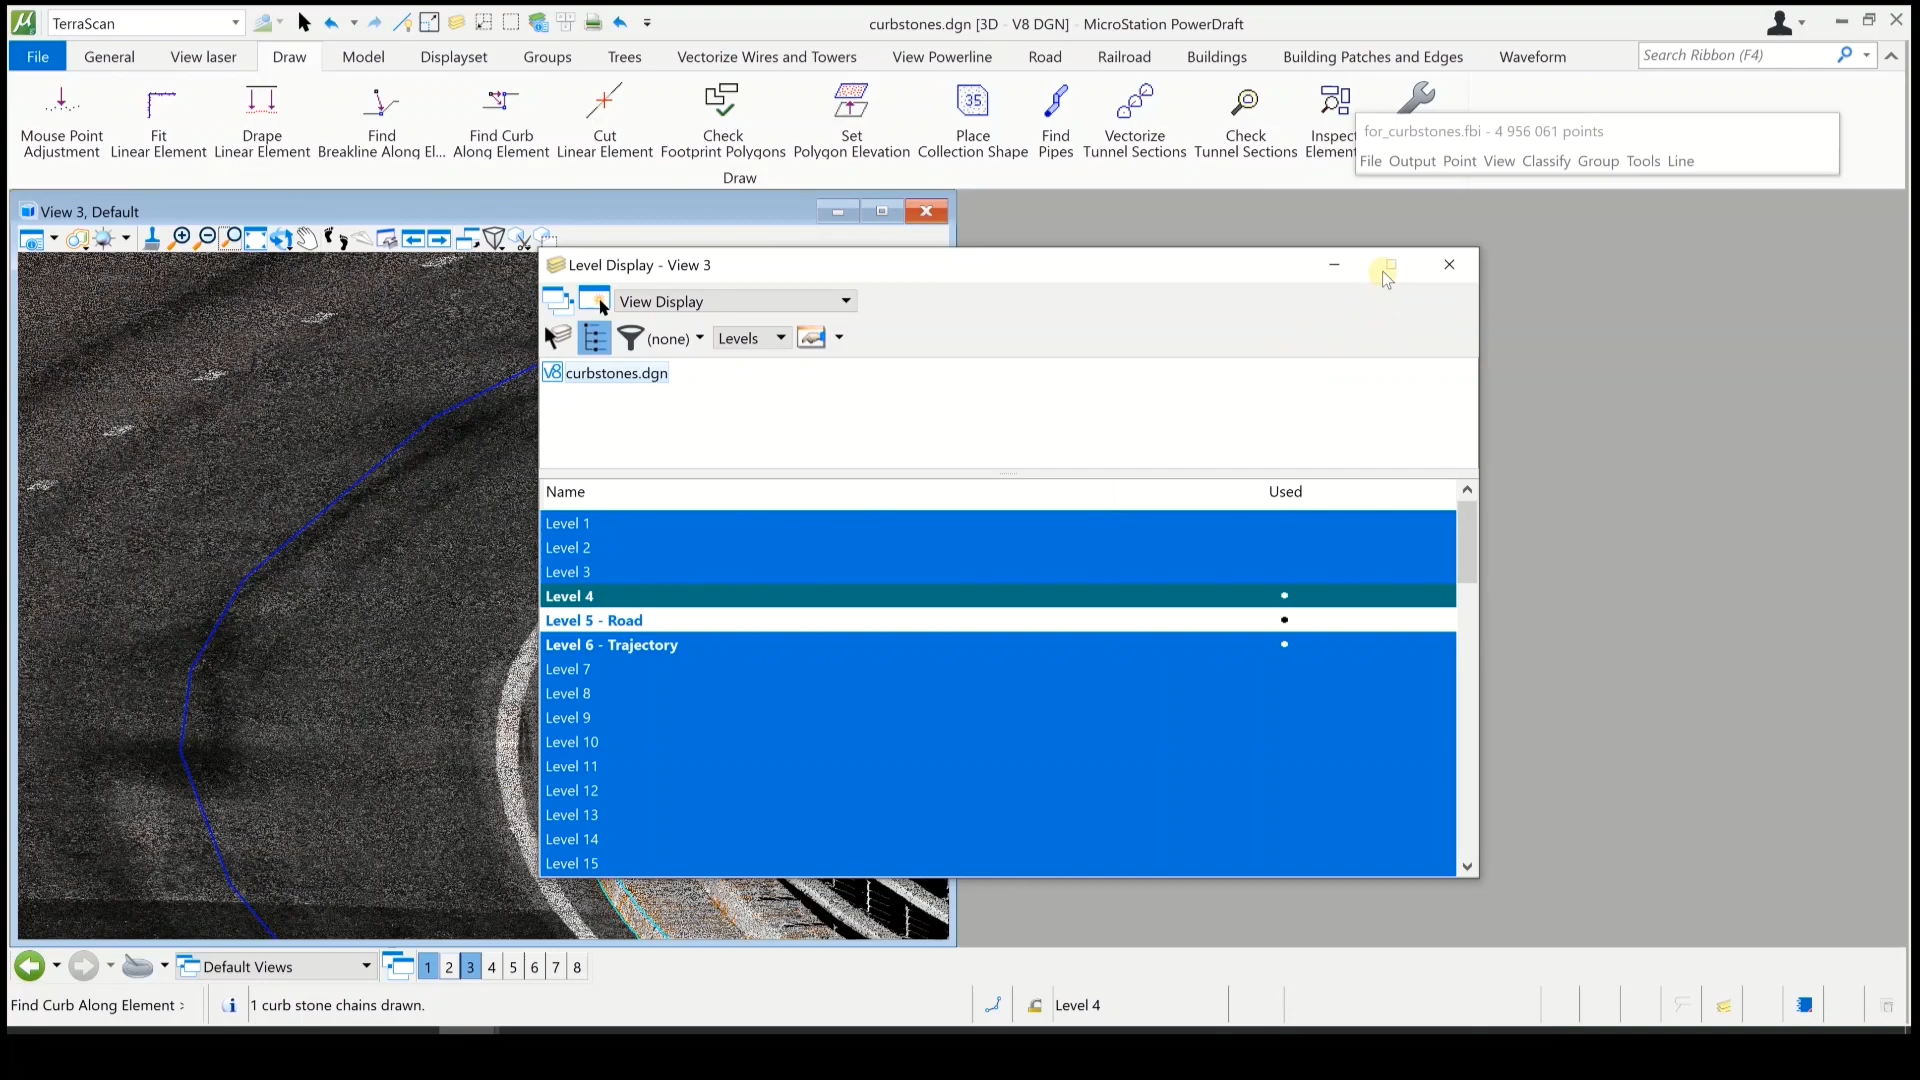 TerraScan
curbstones.dgn [3D - V8 DGN] - MicroStation PowerDraft
File General View laser Draw Model Displayset Groups Trees Vectorize Wires and Towers View Powerline Road Railroad Buildings Building Patches and Edges Waveform
Search Ribbon (F4)
35
Mouse Point Adjustment
Fit Linear Element
Drape Linear Element
Find Breakline Along El...
Find Curb Along Element
Cut Linear Element
Check Footprint Polygons
Set Polygon Elevation
Place Collection Shape
Find Pipes
Vectorize Tunnel Sections
Check Tunnel Sections
Inspect
Element
Draw
for_curbstones.fbi - 4 956 061 points
File Output Point View Classify Group Tools Line
View 3, Default
Level Display - View 3
View Display
(none) Levels
V8 curbstones.dgn
Name Used
Level 1
Level 2
Level 3
Level 4
Level 5 - Road
Level 6 - Trajectory
Level 7
Level 8
Level 9
Level 10
Level 11
Level 12
Level 13
Level 14
Level 15
Default Views 1 2 3 4 5 6 7 8
Find Curb Along Element > 1 curb stone chains drawn. Level 4